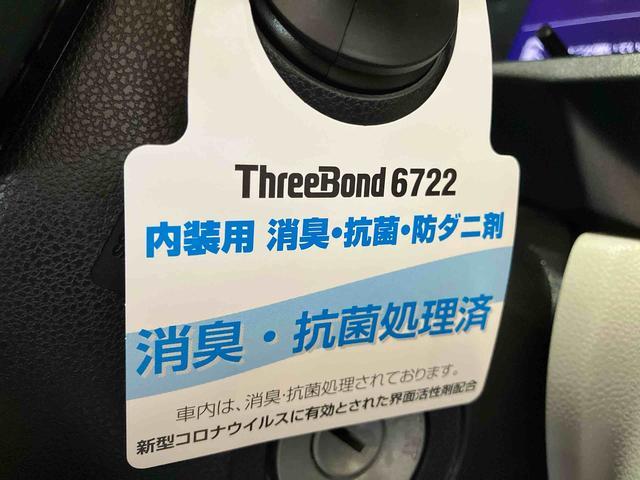 ThreeBond 6722
内装用 消臭・抗菌・防ダニ剤
消臭・抗菌処理済
車内は、消臭・抗菌処理されております。
新型コロナウイルスに有効とされた界面活性剤配合